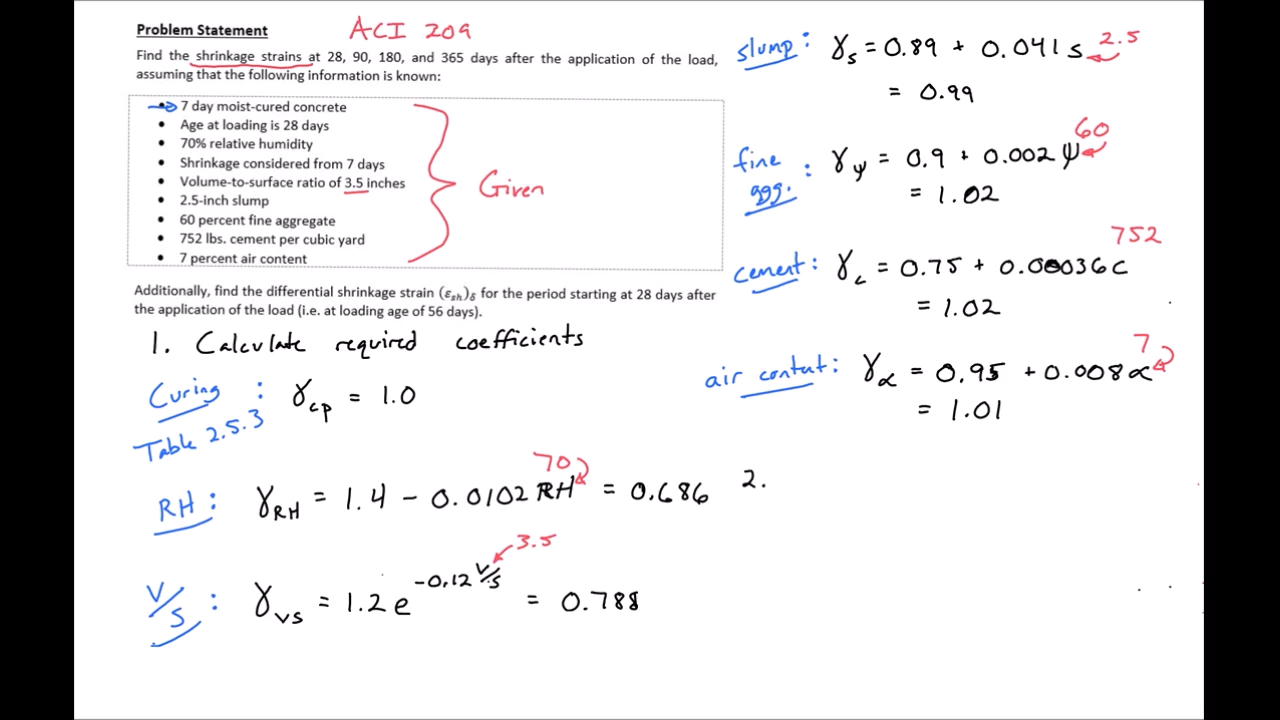 Problem Statement
ACI 209
Find the shrinkage strains at 28, 90, 180, and 365 days after the application of the load,
assuming that the following information is known:
• 7 day moist-cured concrete
• Age at loading is 28 days
• 70% relative humidity
• Shrinkage considered from 7 days
• Volume-to-surface ratio of 3.5 inches
• 2.5-inch slump
• 60 percent fine aggregate
• 752 lbs. cement per cubic yard
• 7 percent air content
Given
Additionally, find the differential shrinkage strain (εsh)δ for the period starting at 28 days after
the application of the load (i.e. at loading age of 56 days).
1. Calculate required coefficients
Curing : γcp = 1.0
Table 2.5.3
70
RH : γRH = 1.4 - 0.0102 RH = 0.686
3.5
V/S : γvs = 1.2 e^-0.12 V/S = 0.788
2.5
slump : γs = 0.89 + 0.041 s
= 0.99
60
fine agg. : γψ = 0.9 + 0.002 ψ
= 1.02
752
cement : γc = 0.75 + 0.00036 c
= 1.02
7
air content : γα = 0.95 + 0.008 α
= 1.01
2.